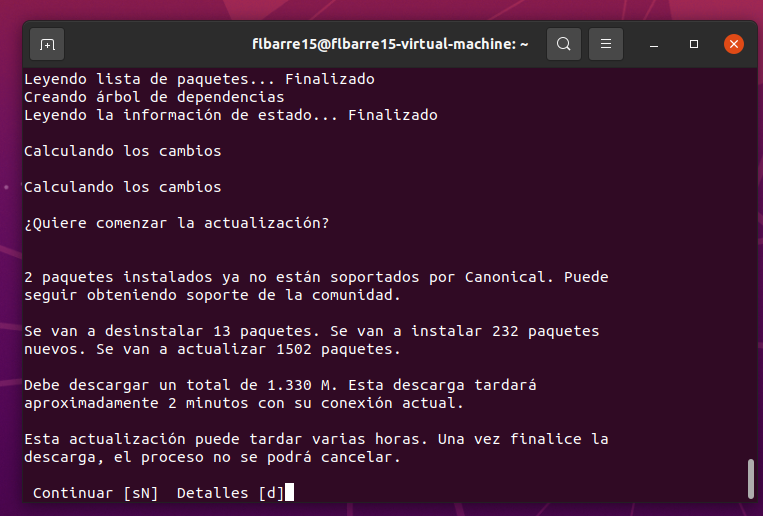 flbarre15@flbarre15-virtual-machine: ~
Leyendo lista de paquetes... Finalizado
Creando árbol de dependencias
Leyendo la información de estado... Finalizado
Calculando los cambios
Calculando los cambios
¿Quiere comenzar la actualización?
2 paquetes instalados ya no están soportados por Canonical. Puede
seguir obteniendo soporte de la comunidad.
Se van a desinstalar 13 paquetes. Se van a instalar 232 paquetes
nuevos. Se van a actualizar 1502 paquetes.
Debe descargar un total de 1.330 M. Esta descarga tardará
aproximadamente 2 minutos con su conexión actual.
Esta actualización puede tardar varias horas. Una vez finalice la
descarga, el proceso no se podrá cancelar.
Continuar [sN]  Detalles [d]